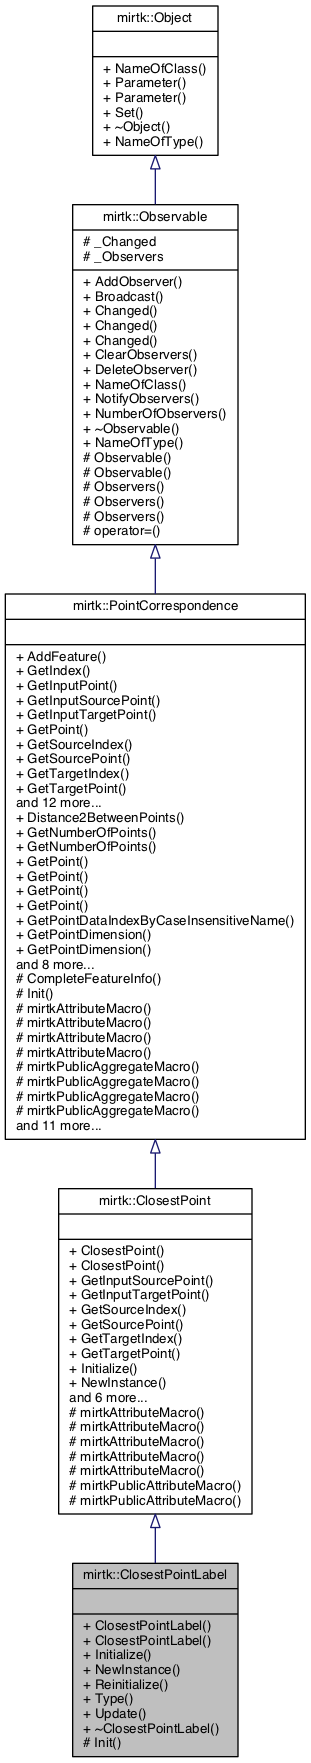 mirtk::Object
+ NameOfClass()
+ Parameter()
+ Parameter()
+ Set()
+ ~Object()
+ NameOfType()
mirtk::Observable
# _Changed
# _Observers
+ AddObserver()
+ Broadcast()
+ Changed()
+ Changed()
+ Changed()
+ ClearObservers()
+ DeleteObserver()
+ NameOfClass()
+ NotifyObservers()
+ NumberOfObservers()
+ ~Observable()
+ NameOfType()
# Observable()
# Observable()
# Observers()
# Observers()
# Observers()
# operator=()
mirtk::PointCorrespondence
+ AddFeature()
+ GetIndex()
+ GetInputPoint()
+ GetInputSourcePoint()
+ GetInputTargetPoint()
+ GetPoint()
+ GetSourceIndex()
+ GetSourcePoint()
+ GetTargetIndex()
+ GetTargetPoint()
and 12 more...
+ Distance2BetweenPoints()
+ GetNumberOfPoints()
+ GetNumberOfPoints()
+ GetPoint()
+ GetPoint()
+ GetPoint()
+ GetPoint()
+ GetPointDataIndexByCaseInsensitiveName()
+ GetPointDimension()
+ GetPointDimension()
and 8 more...
# CompleteFeatureInfo()
# Init()
# mirtkAttributeMacro()
# mirtkAttributeMacro()
# mirtkAttributeMacro()
# mirtkAttributeMacro()
# mirtkPublicAggregateMacro()
# mirtkPublicAggregateMacro()
# mirtkPublicAggregateMacro()
# mirtkPublicAggregateMacro()
and 11 more...
mirtk::ClosestPoint
+ ClosestPoint()
+ ClosestPoint()
+ GetInputSourcePoint()
+ GetInputTargetPoint()
+ GetSourceIndex()
+ GetSourcePoint()
+ GetTargetIndex()
+ GetTargetPoint()
+ Initialize()
+ NewInstance()
and 6 more...
# mirtkAttributeMacro()
# mirtkAttributeMacro()
# mirtkAttributeMacro()
# mirtkAttributeMacro()
# mirtkAttributeMacro()
# mirtkPublicAttributeMacro()
# mirtkPublicAttributeMacro()
mirtk::ClosestPointLabel
+ ClosestPointLabel()
+ ClosestPointLabel()
+ Initialize()
+ NewInstance()
+ Reinitialize()
+ Type()
+ Update()
+ ~ClosestPointLabel()
# Init()